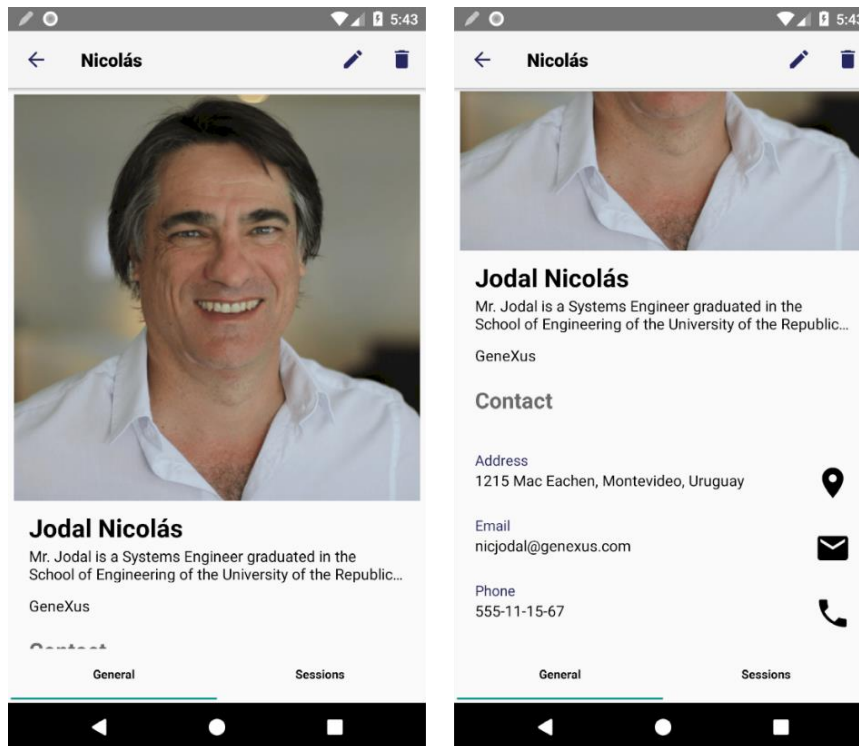 5:43
Nicolás
Jodal Nicolás
Mr. Jodal is a Systems Engineer graduated in the
School of Engineering of the University of the Republic...
GeneXus
Contact
General Sessions
5:43
Nicolás
Jodal Nicolás
Mr. Jodal is a Systems Engineer graduated in the
School of Engineering of the University of the Republic...
GeneXus
Contact
Address
1215 Mac Eachen, Montevideo, Uruguay
Email
nicjodal@genexus.com
Phone
555-11-15-67
General Sessions